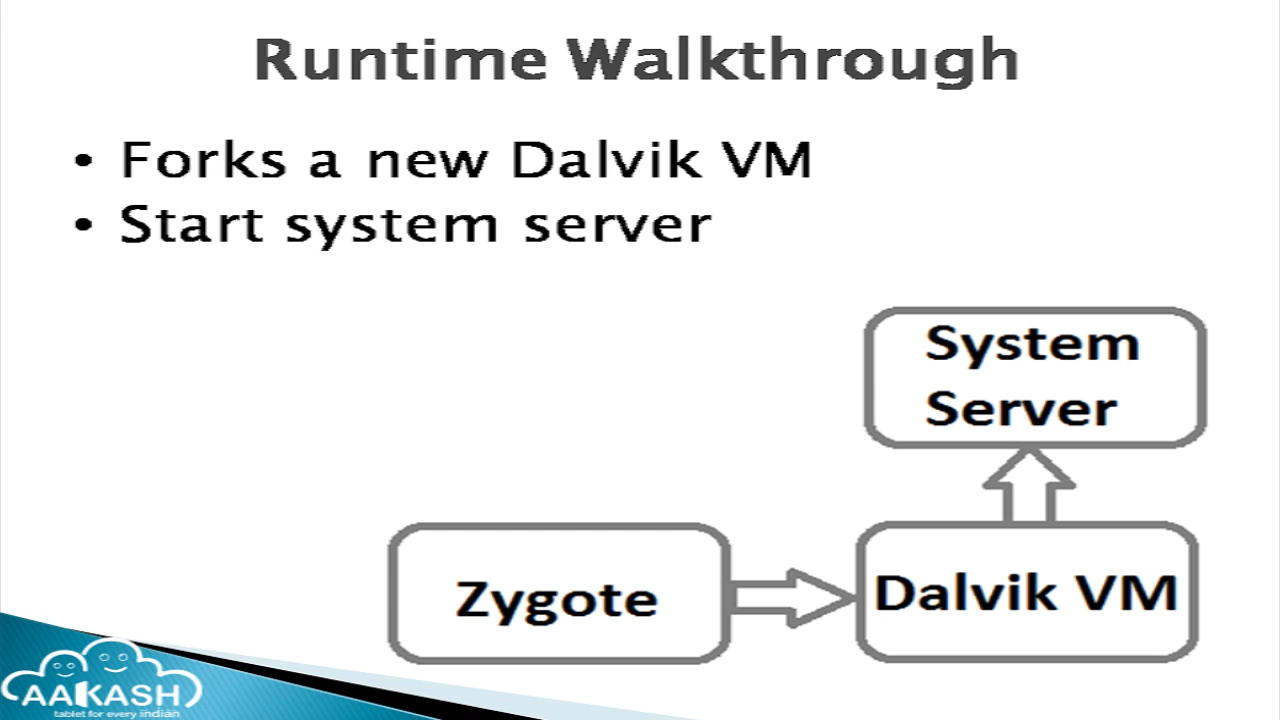 Runtime Walkthrough
• Forks a new Dalvik VM
• Start system server
System
Server
Zygote
Dalvik VM
AAKASH
tablet for every indian